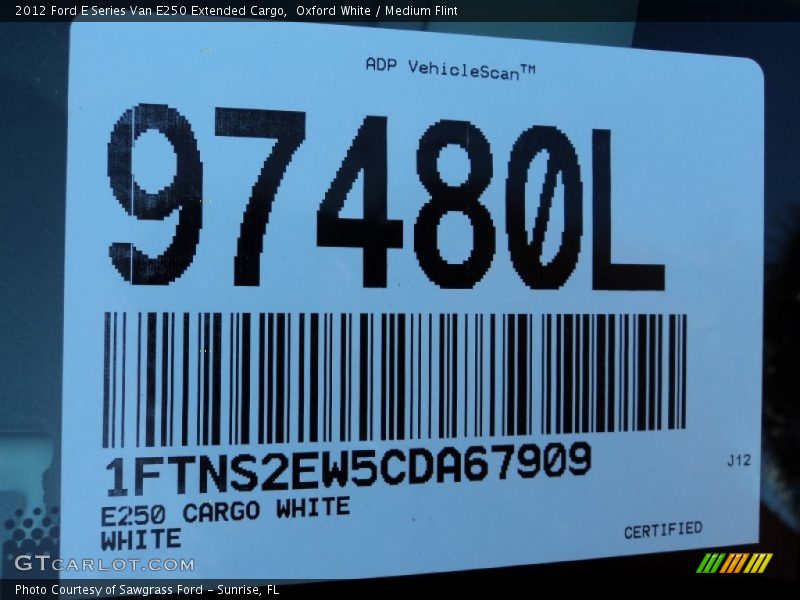 2012 Ford E Series Van E250 Extended Cargo,  Oxford White / Medium Flint
ADP VehicleScan™
97480L
1FTNS2EW5CDA67909
E250 CARGO WHITE
WHITE
J12
CERTIFIED
GTCARLOT.COM
Photo Courtesy of Sawgrass Ford - Sunrise, FL